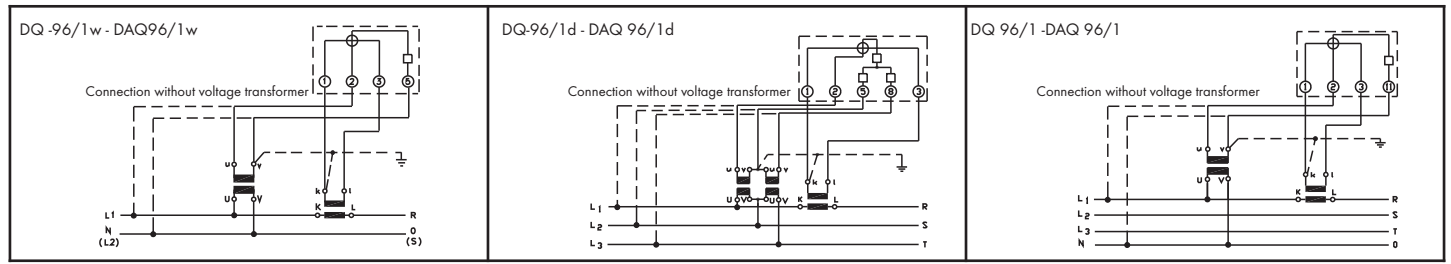 DQ -96/1w - DAQ96/1w
1 2 3 5
Connection without voltage transformer
u v
k l
U V
K L
L1 R
N O
(L2) (S)
DQ-96/1d - DAQ 96/1d
Connection without voltage transformer
1 2 5 8 3
u v u v
k l
U V U V K L
L1 R
L2 S
L3 T
DQ 96/1 -DAQ 96/1
Connection without voltage transformer
1 2 3 11
u v
k l
U V
K L
L1 R
L2 S
L3 T
N O